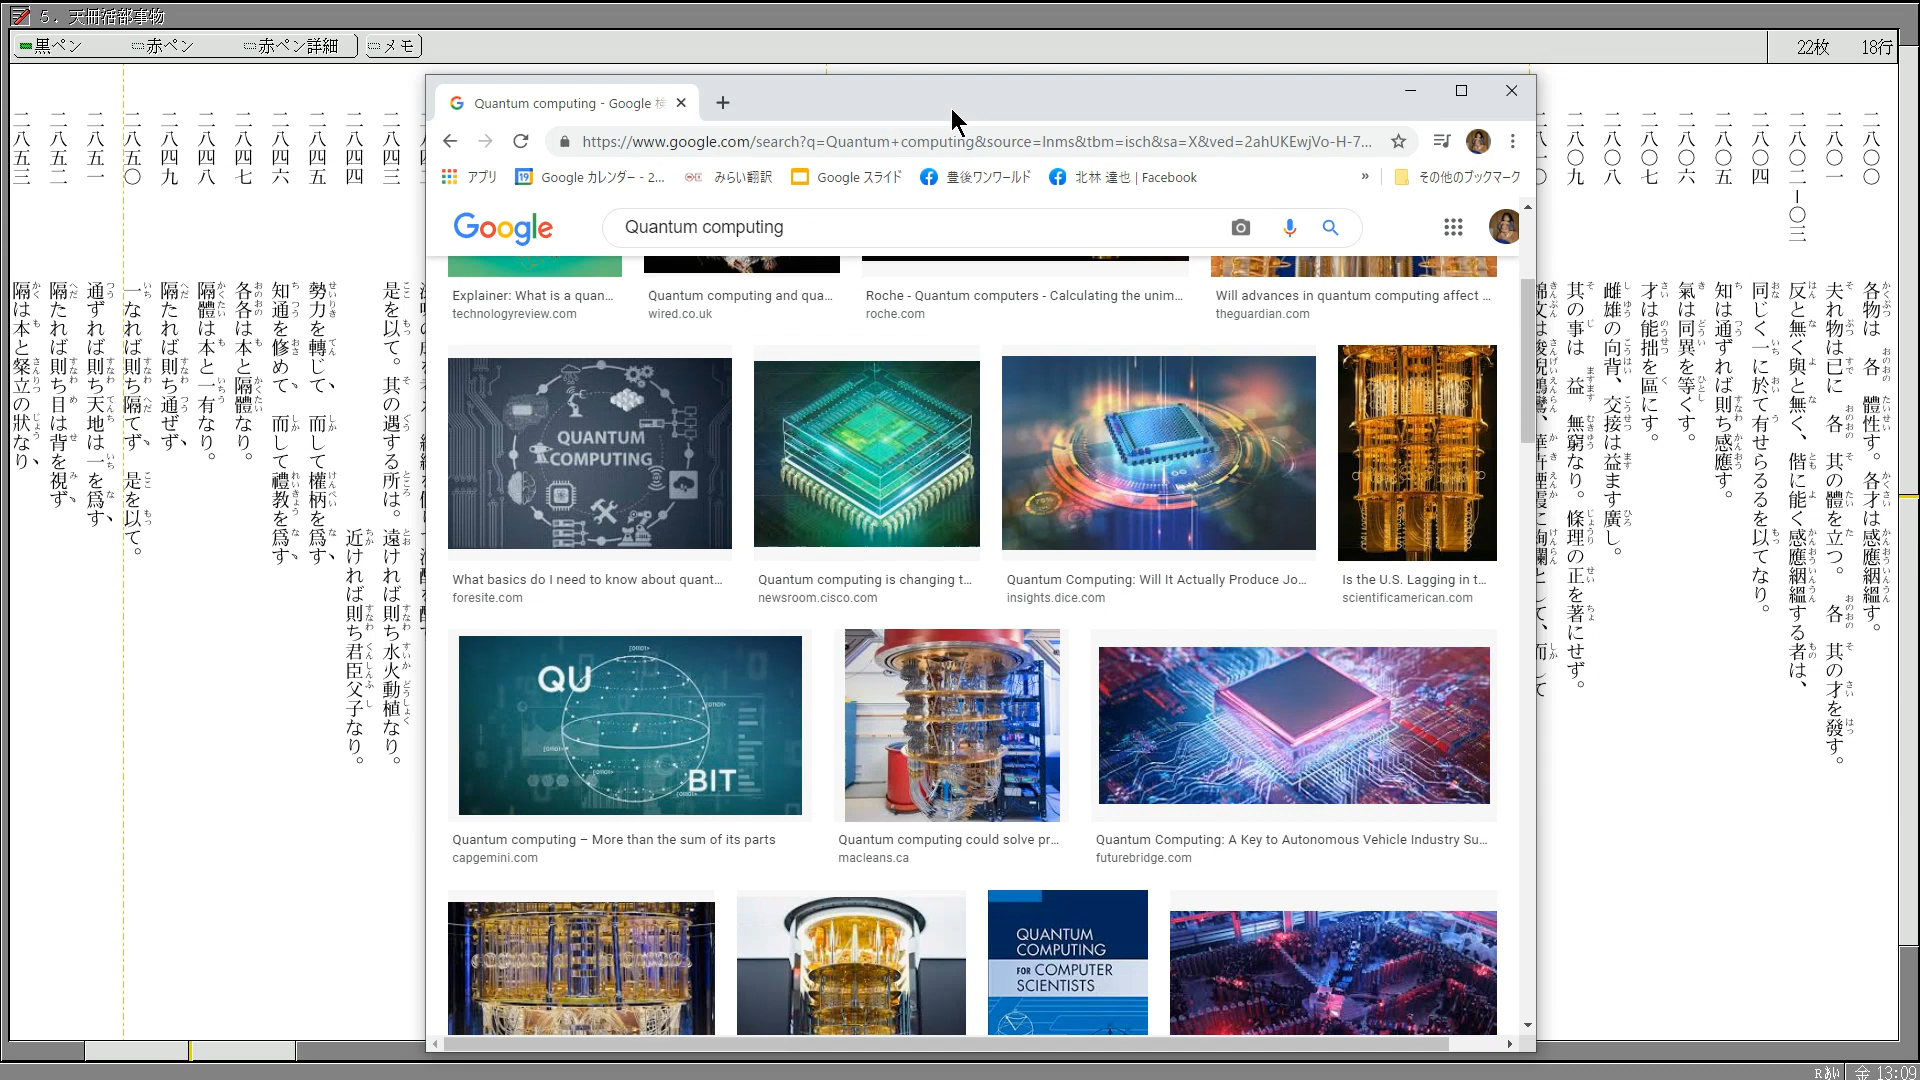 5．天冊活部事物
黒ペン 赤ペン 赤ペン詳細 メモ 22枚 18行
Quantum computing - Google 検
https://www.google.com/search?q=Quantum+computing&source=lnms&tbm=isch&sa=X&ved=2ahUKEwjVo-H-7...
アプリ Google カレンダー - 2... みらい翻訳 Google スライド 豊後ワンワールド 北林 達也 | Facebook » その他のブックマーク
Google Quantum computing
Explainer: What is a quan... Quantum computing and qua... Roche - Quantum computers - Calculating the unim... Will advances in quantum computing affect ...
technologyreview.com wired.co.uk roche.com theguardian.com
QUANTUM
COMPUTING
What basics do I need to know about quant... Quantum computing is changing t... Quantum Computing: Will It Actually Produce Jo... Is the U.S. Lagging in t...
foresite.com newsroom.cisco.com insights.dice.com scientificamerican.com
QU
BIT
Quantum computing – More than the sum of its parts Quantum computing could solve pr... Quantum Computing: A Key to Autonomous Vehicle Industry Su...
capgemini.com macleans.ca futurebridge.com
QUANTUM
COMPUTING
FOR COMPUTER
SCIENTISTS
二八〇〇 各物は 各 體性す。各才は感應絪縕す。
二八〇一 夫れ物は已に 各 其の體を立つ。 各 其の才を發す。
二八〇二－〇三 反と無く與と無く、偕に能く感應絪縕する者は、
二八〇四 同じく一に於て有せらるるを以てなり。
二八〇五 知は通ずれば則ち感應す。
二八〇六 氣は同異を等くす。
二八〇七 才は能拙を區にす。
二八〇八 雌雄の向背、交接は益ます廣し。
二八〇九 其の事は 益 無窮なり。條理の正を著にせず。
二八四三 是を以て。其の遇する所は。遠ければ則ち水火動植なり。
二八四四 近ければ則ち君臣父子なり。
二八四五 勢力を轉じて、而して權柄を爲す、
二八四六 知通を修めて、而して禮教を爲す、
二八四七 各各は本と隔體なり。
二八四八 隔體は本と一有なり。
二八四九 隔たれば則ち通ぜず、
二八五〇 一なれば則ち隔てず、是を以て。
二八五一 通ずれば則ち天地は一を爲す、
二八五二 隔たれば則ち目は背を視ず、
二八五三 隔は本と粲立の狀なり、
Rあい 金 13:09